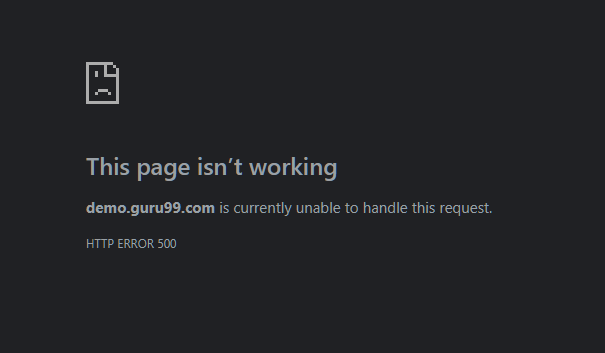 This page isn’t working
demo.guru99.com is currently unable to handle this request.
HTTP ERROR 500